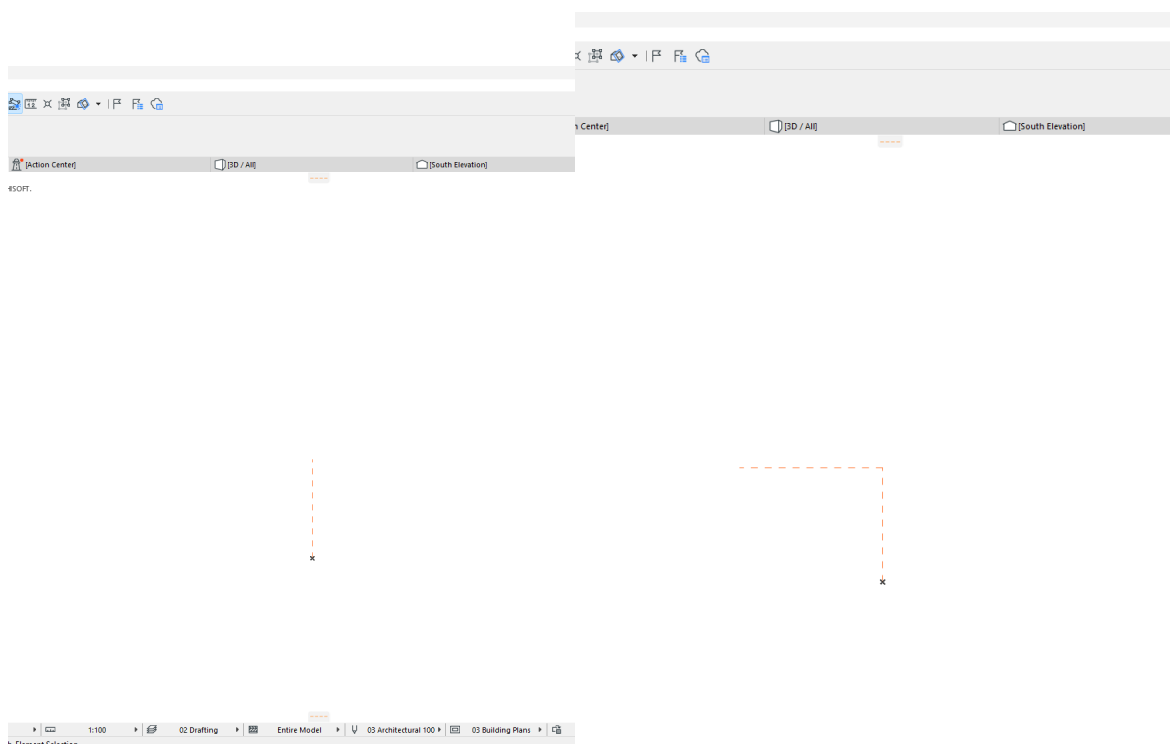 [Action Center] [3D / All] [South Elevation]
HISOFT.
1:100 02 Drafting Entire Model 03 Architectural 100 03 Building Plans
Element Selection
n Center] [3D / All] [South Elevation]